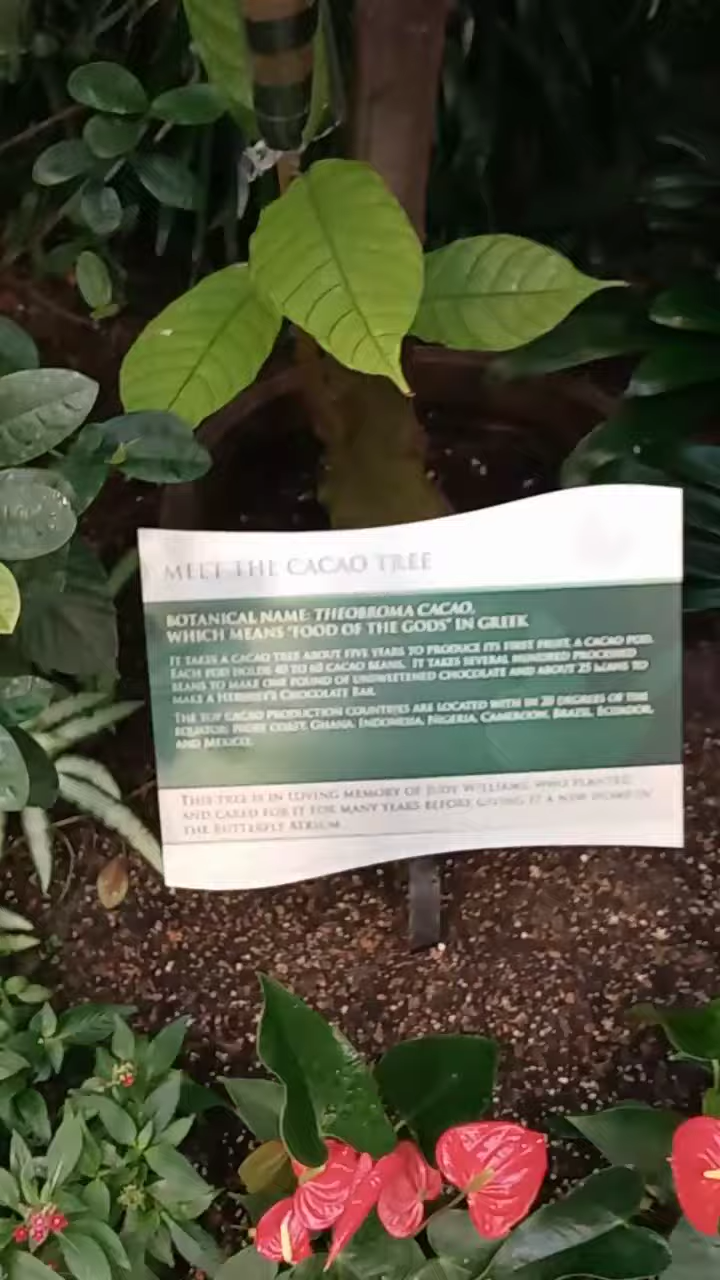 MEET THE CACAO TREE
BOTANICAL NAME: THEOBROMA CACAO,
WHICH MEANS "FOOD OF THE GODS" IN GREEK
IT TAKES A CACAO TREE ABOUT FIVE YEARS TO PRODUCE ITS FIRST FRUIT, A CACAO POD.
EACH POD HOLDS 40 TO 60 CACAO BEANS. IT TAKES SEVERAL HUNDRED PROCESSED
BEANS TO MAKE ONE POUND OF UNSWEETENED CHOCOLATE AND ABOUT 25 BEANS TO
MAKE A HERSHEY'S CHOCOLATE BAR.
THE TOP CACAO PRODUCTION COUNTRIES ARE LOCATED WITH IN 20 DEGREES OF THE
EQUATOR: IVORY COAST, GHANA, INDONESIA, NIGERIA, CAMEROON, BRAZIL, ECUADOR,
AND MEXICO.
THIS TREE IS IN LOVING MEMORY OF JUDY WILLIAMS, WHO PLANTED
AND CARED FOR IT FOR MANY YEARS BEFORE GIVING IT A NEW HOME IN
THE BUTTERFLY ATRIUM.